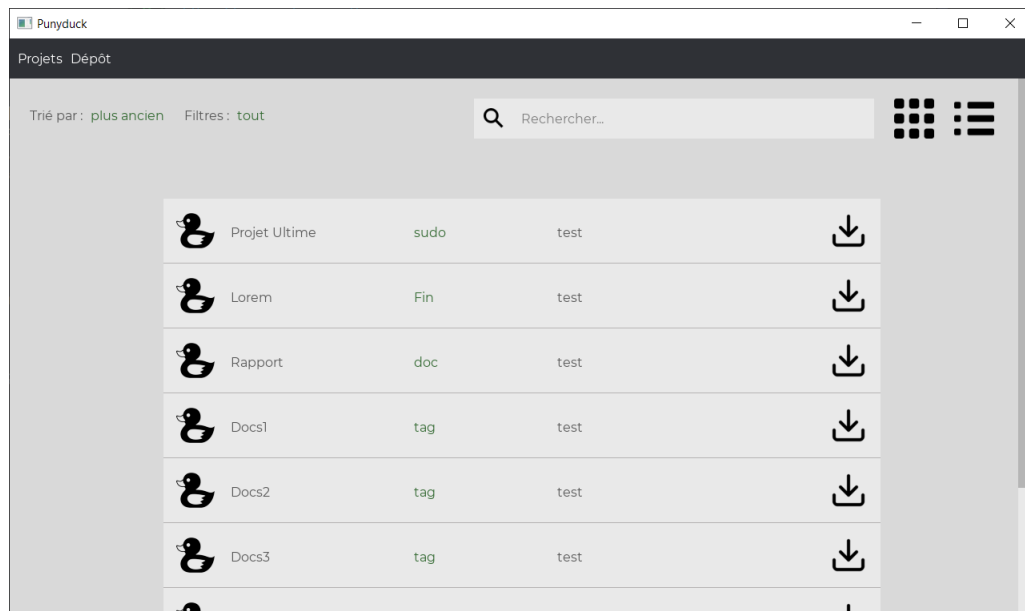 Punyduck
Projets Dépôt
Trié par : plus ancien Filtres : tout Rechercher...
Projet Ultime sudo test
Lorem Fin test
Rapport doc test
Docs1 tag test
Docs2 tag test
Docs3 tag test